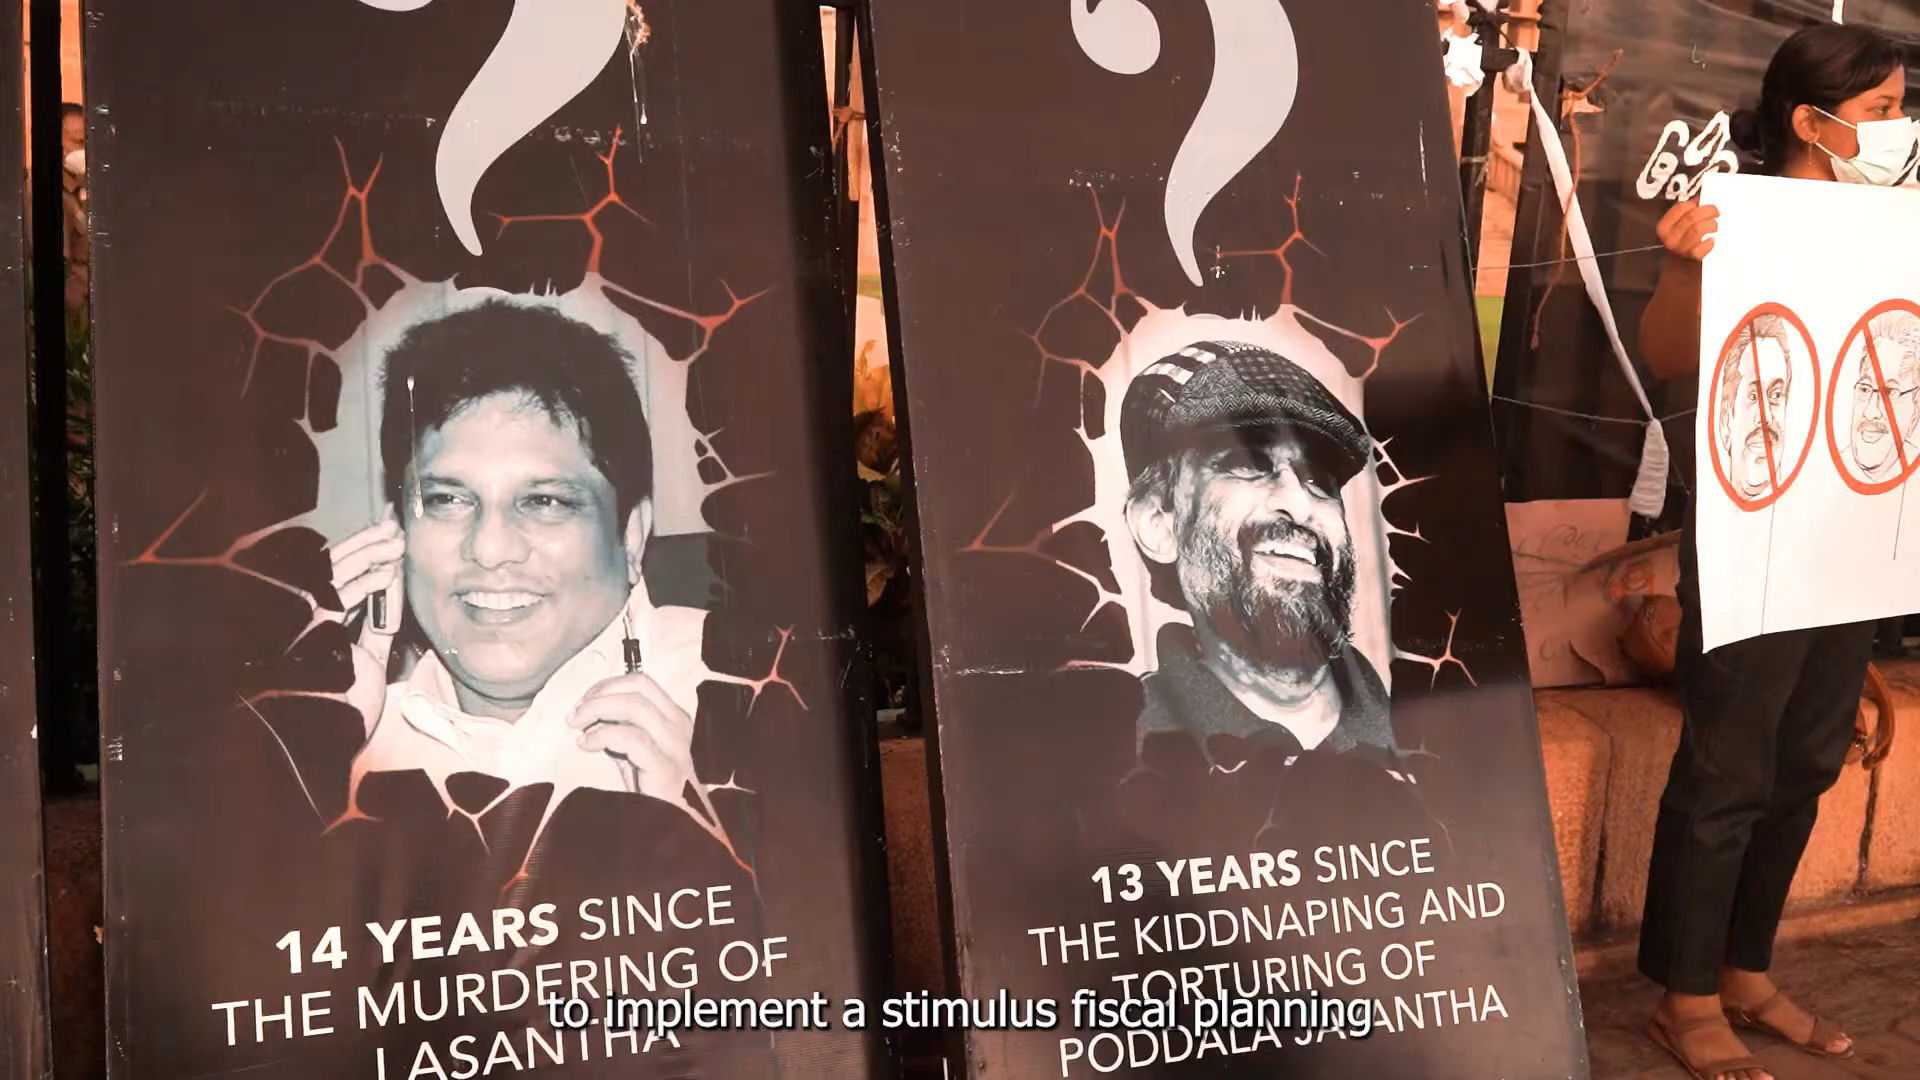 ?
14 YEARS SINCE
THE MURDERING OF
LASANTHA
?
13 YEARS SINCE
THE KIDDNAPING AND
TORTURING OF
PODDALA JAYANTHA
to implement a stimulus fiscal planning